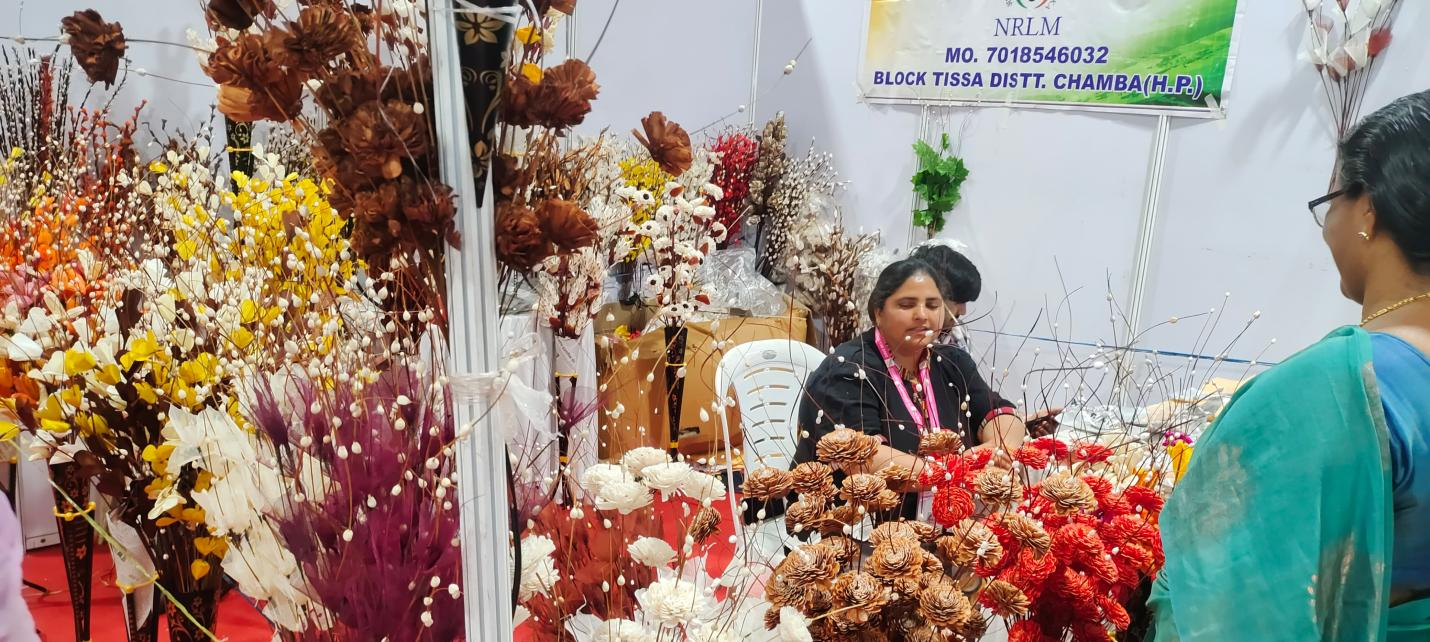 NRLM
MO. 7018546032
BLOCK TISSA DISTT. CHAMBA(H.P.)